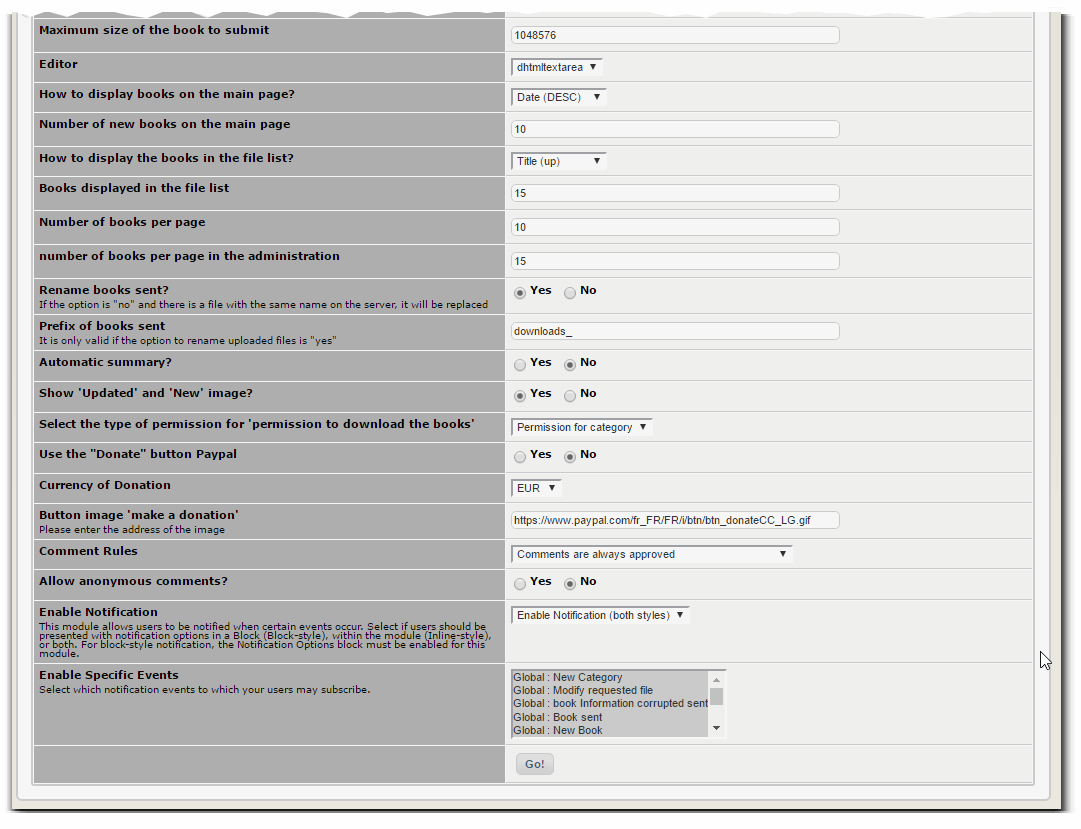 Maximum size of the book to submit
1048576
Editor
dhtmltextarea
How to display books on the main page?
Date (DESC)
Number of new books on the main page
10
How to display the books in the file list?
Title (up)
Books displayed in the file list
15
Number of books per page
10
number of books per page in the administration
15
Rename books sent?
If the option is "no" and there is a file with the same name on the server, it will be replaced
Yes No
Prefix of books sent
It is only valid if the option to rename uploaded files is "yes"
downloads_
Automatic summary?
Yes No
Show 'Updated' and 'New' image?
Yes No
Select the type of permission for 'permission to download the books'
Permission for category
Use the "Donate" button Paypal
Yes No
Currency of Donation
EUR
Button image 'make a donation'
Please enter the address of the image
https://www.paypal.com/fr_FR/FR/i/btn/btn_donateCC_LG.gif
Comment Rules
Comments are always approved
Allow anonymous comments?
Yes No
Enable Notification
This module allows users to be notified when certain events occur. Select if users should be
presented with notification options in a Block (Block-style), within the module (Inline-style),
or both. For block-style notification, the Notification Options block must be enabled for this
module.
Enable Notification (both styles)
Enable Specific Events
Select which notification events to which your users may subscribe.
Global : New Category
Global : Modify requested file
Global : book Information corrupted sent
Global : Book sent
Global : New Book
Go!